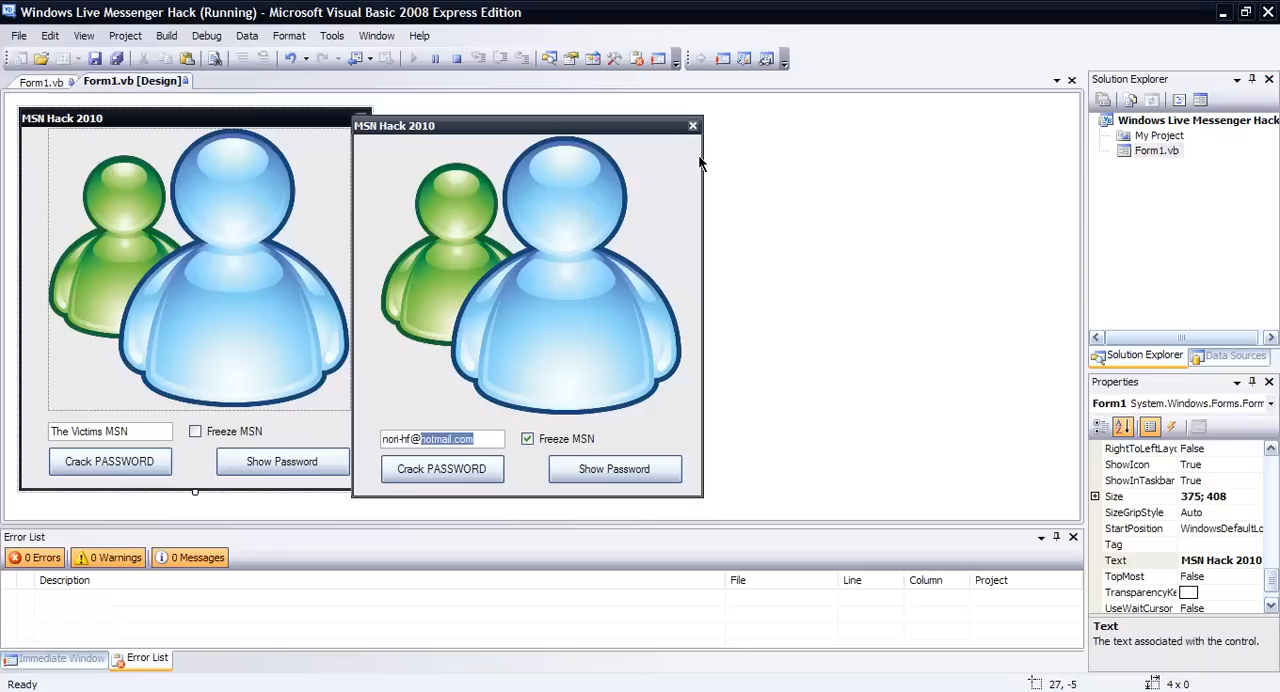 Windows Live Messenger Hack (Running) - Microsoft Visual Basic 2008 Express Edition
File Edit View Project Build Debug Data Format Tools Window Help
Form1.vb Form1.vb [Design]
MSN Hack 2010
The Victims MSN Freeze MSN
Crack PASSWORD Show Password
MSN Hack 2010
nori-hf@hotmail.com Freeze MSN
Crack PASSWORD Show Password
Solution Explorer
Windows Live Messenger Hack
My Project
Form1.vb
Solution Explorer Data Sources
Properties
Form1 System.Windows.Forms.Form
RightToLeftLay False
ShowIcon True
ShowInTaskbar True
Size 375; 408
SizeGripStyle Auto
StartPosition WindowsDefaultLo
Tag
Text MSN Hack 2010
TopMost False
TransparencyKe
UseWaitCursor False
Text
The text associated with the control.
Error List
0 Errors 0 Warnings 0 Messages
Description File Line Column Project
Immediate Window Error List
Ready 27, -5 4 x 0